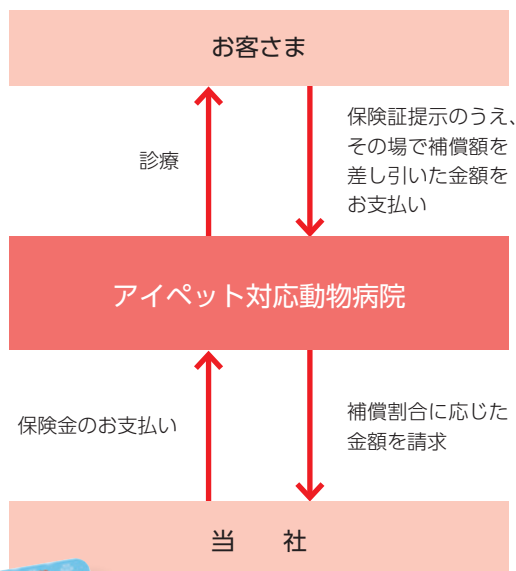 お客さま
診療
保険証提示のうえ、
その場で補償額を
差し引いた金額を
お支払い
アイペット対応動物病院
保険金のお支払い
補償割合に応じた
金額を請求
当　社